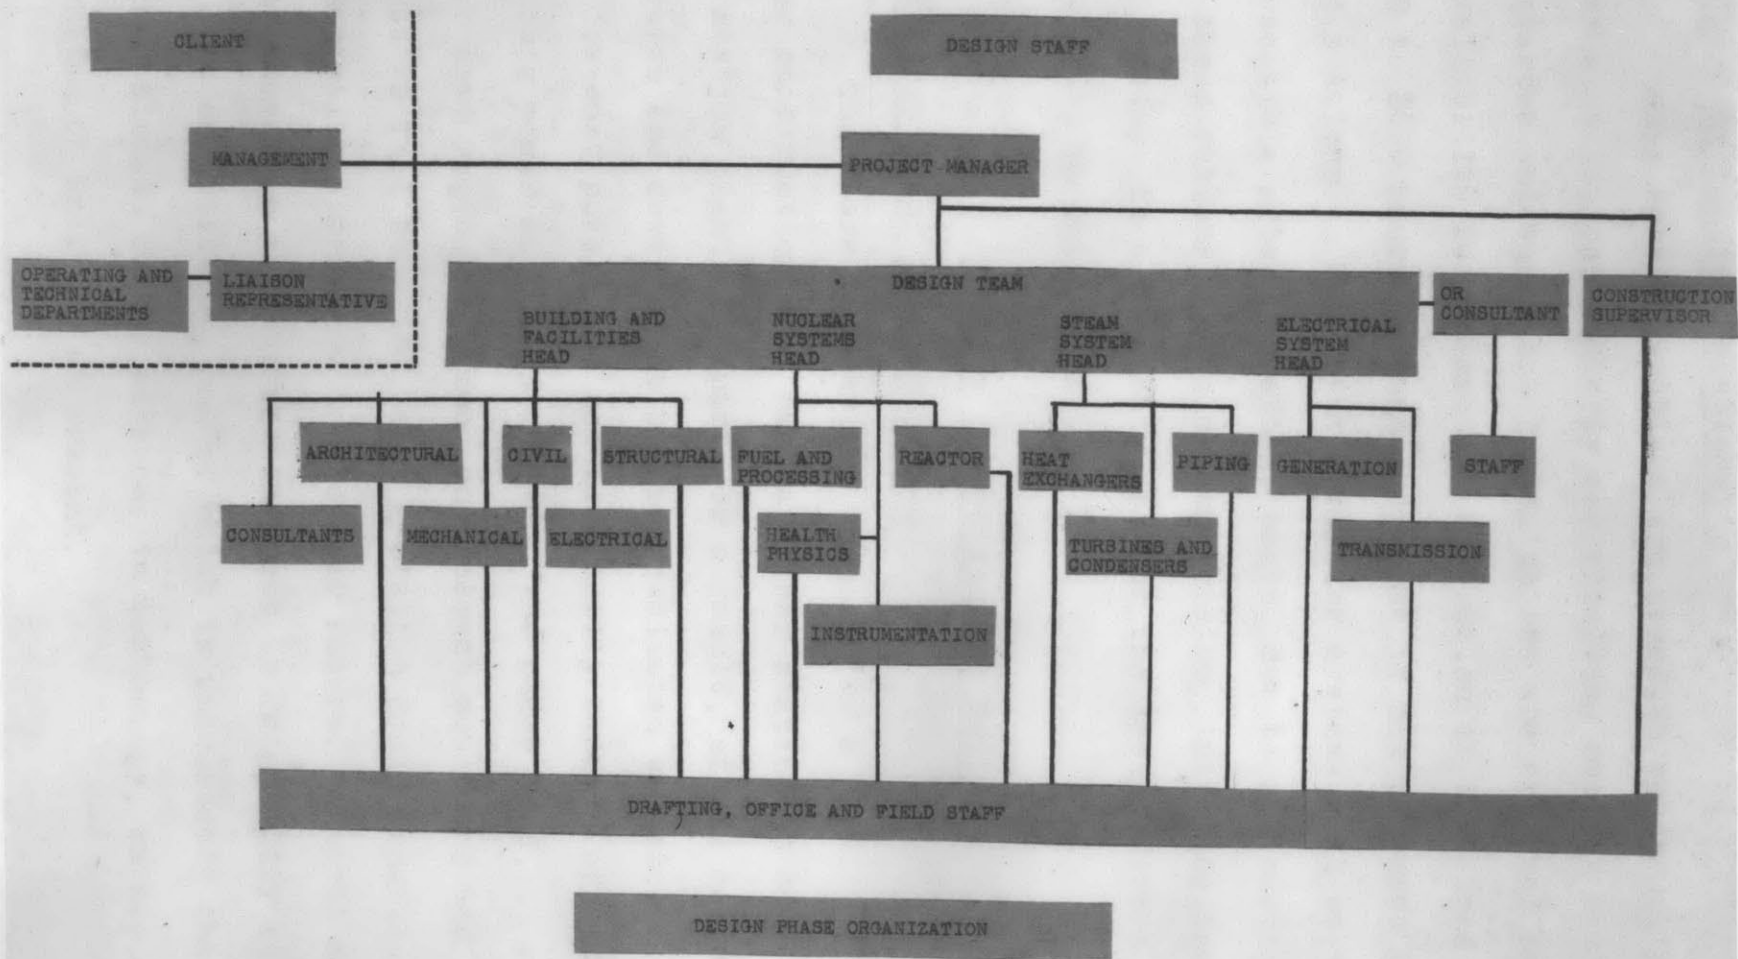 CLIENT
DESIGN STAFF
MANAGEMENT
PROJECT MANAGER
OPERATING AND
TECHNICAL
DEPARTMENTS
LIAISON
REPRESENTATIVE
DESIGN TEAM
BUILDING AND
FACILITIES
HEAD
NUCLEAR
SYSTEMS
HEAD
STEAM
SYSTEM
HEAD
ELECTRICAL
SYSTEM
HEAD
OR
CONSULTANT
CONSTRUCTION
SUPERVISOR
ARCHITECTURAL
CIVIL
STRUCTURAL
FUEL AND
PROCESSING
REACTOR
HEAT
EXCHANGERS
PIPING
GENERATION
STAFF
CONSULTANTS
MECHANICAL
ELECTRICAL
HEALTH
PHYSICS
TURBINES AND
CONDENSERS
TRANSMISSION
INSTRUMENTATION
DRAFTING, OFFICE AND FIELD STAFF
DESIGN PHASE ORGANIZATION